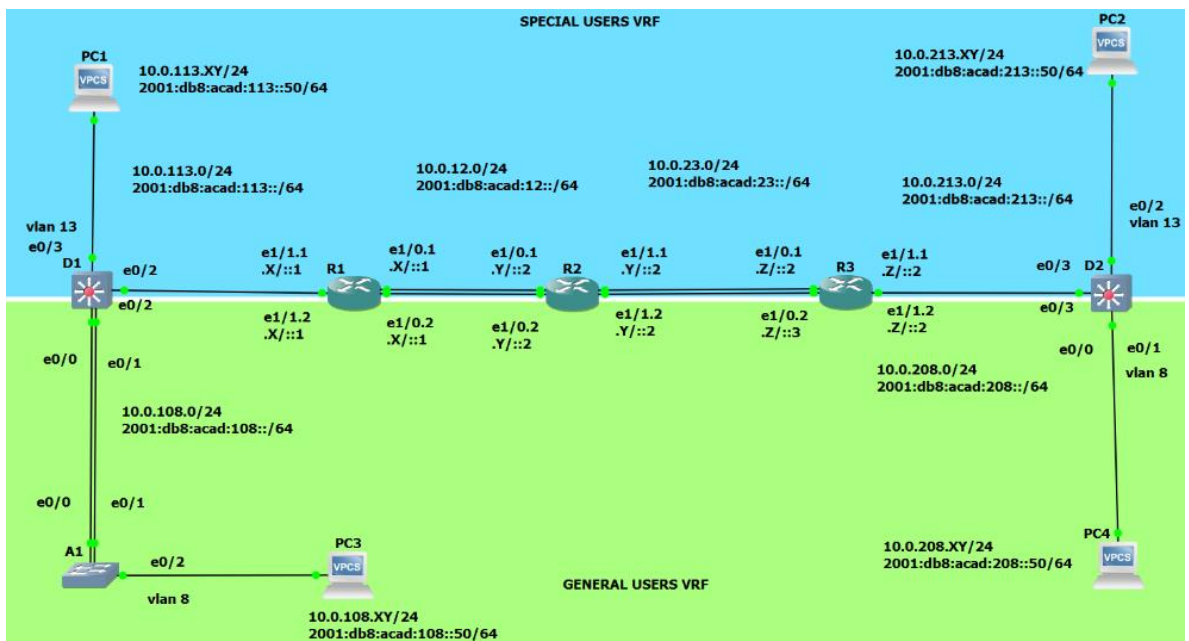 SPECIAL USERS VRF
PC1
VPCS
10.0.113.XY/24
2001:db8:acad:113::50/64
PC2
VPCS
10.0.213.XY/24
2001:db8:acad:213::50/64
10.0.113.0/24
2001:db8:acad:113::/64
10.0.12.0/24
2001:db8:acad:12::/64
10.0.23.0/24
2001:db8:acad:23::/64
10.0.213.0/24
2001:db8:acad:213::/64
vlan 13
e0/3
D1
e0/2
e0/2
e1/1.1
.X/::1
R1
e1/0.1
.X/::1
e1/0.1
.Y/::2
R2
e1/1.1
.Y/::2
e1/0.1
.Z/::2
R3
e1/1.1
.Z/::2
e0/2
vlan 13
e0/3
D2
e0/3
e1/1.2
.X/::1
e1/0.2
.X/::1
e1/0.2
.Y/::2
e1/1.2
.Y/::2
e1/0.2
.Z/::3
e1/1.2
.Z/::2
e0/0
e0/1
e0/0
e0/1
vlan 8
10.0.108.0/24
2001:db8:acad:108::/64
10.0.208.0/24
2001:db8:acad:208::/64
e0/0
e0/1
A1
e0/2
vlan 8
PC3
VPCS
10.0.108.XY/24
2001:db8:acad:108::50/64
GENERAL USERS VRF
10.0.208.XY/24
2001:db8:acad:208::50/64
PC4
VPCS